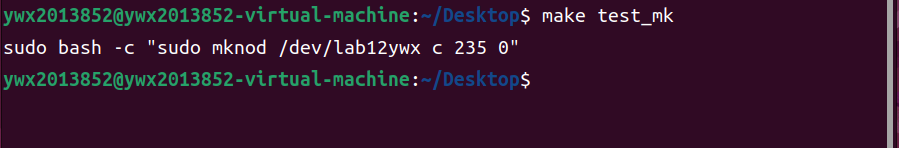 ywx2013852@ywx2013852-virtual-machine:~/Desktop$ make test_mk
sudo bash -c "sudo mknod /dev/lab12ywx c 235 0"
ywx2013852@ywx2013852-virtual-machine:~/Desktop$